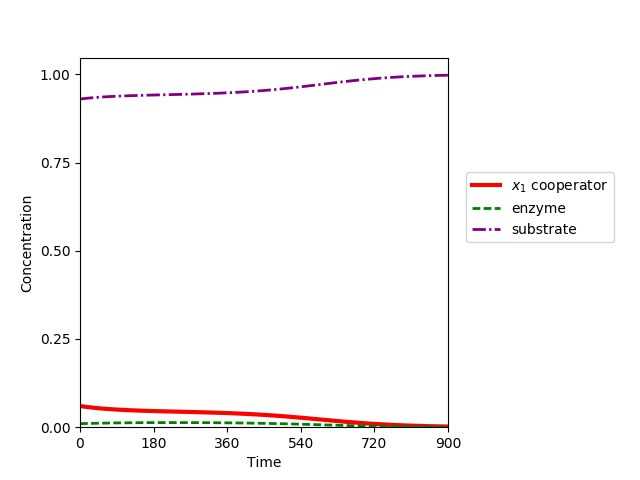 Concentration
1.00
0.75
0.50
0.25
0.00
0 180 360 540 720 900
Time
x₁ cooperator
enzyme
substrate